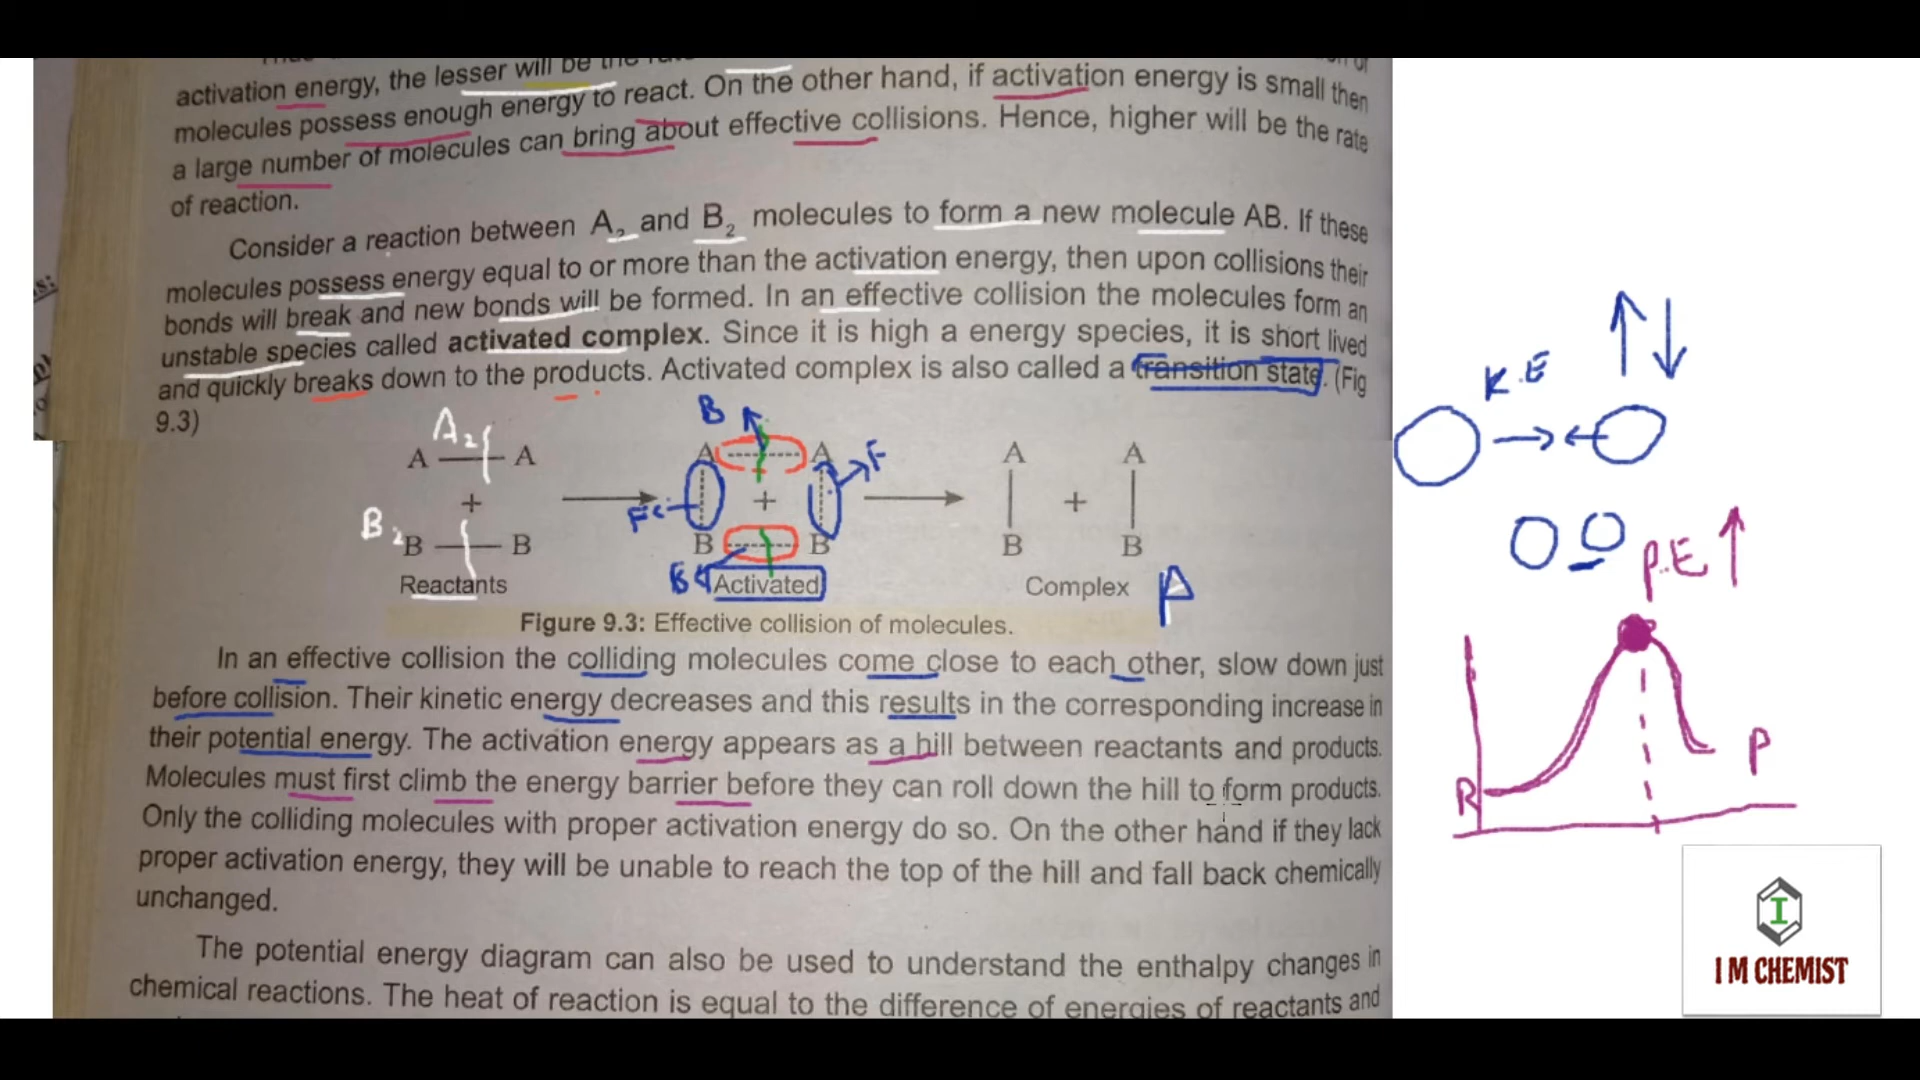 activation energy, the lesser will be the
molecules possess enough energy to react. On the other hand, if activation energy is small then
a large number of molecules can bring about effective collisions. Hence, higher will be the rate
of reaction.
Consider a reaction between A₂ and B₂ molecules to form a new molecule AB. If these
molecules possess energy equal to or more than the activation energy, then upon collisions their
bonds will break and new bonds will be formed. In an effective collision the molecules form an
unstable species called activated complex. Since it is high a energy species, it is short lived
and quickly breaks down to the products. Activated complex is also called a transition state. (Fig
9.3)
A₂ B
A A A A F A A
+ F + +
B₂ B B B B B B
Reactants B Activated Complex P
Figure 9.3: Effective collision of molecules.
In an effective collision the colliding molecules come close to each other, slow down just
before collision. Their kinetic energy decreases and this results in the corresponding increase in
their potential energy. The activation energy appears as a hill between reactants and products.
Molecules must first climb the energy barrier before they can roll down the hill to form products.
Only the colliding molecules with proper activation energy do so. On the other hand if they lack
proper activation energy, they will be unable to reach the top of the hill and fall back chemically
unchanged.
The potential energy diagram can also be used to understand the enthalpy changes in
chemical reactions. The heat of reaction is equal to the difference of energies of reactants and
K.E
P.E
R P
I
I M CHEMIST